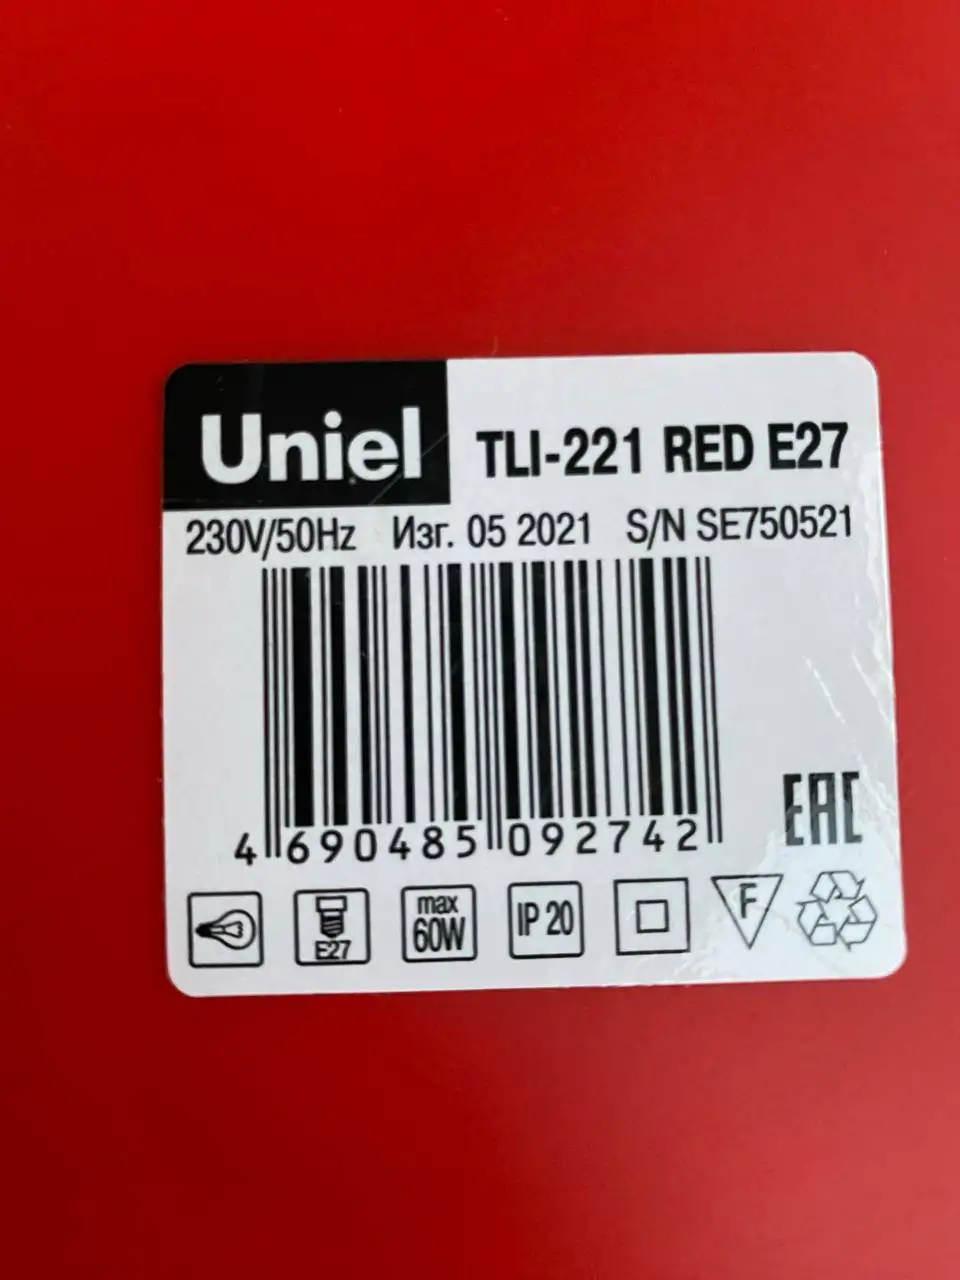 Uniel
TLI-221 RED E27
230V/50Hz Изг. 05 2021 S/N SE750521
4 690485 092742
EAC
E27
max
60W
IP 20
F